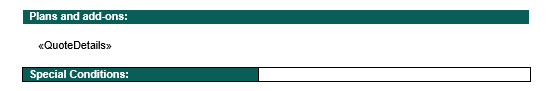 Plans and add-ons:
«QuoteDetails»
Special Conditions: